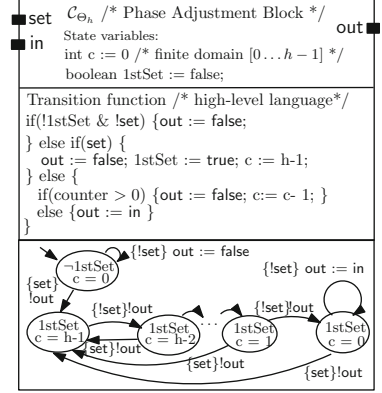 set
in
out
𝒞Θₕ /* Phase Adjustment Block */
State variables:
int c := 0 /* finite domain [0 . . . h − 1] */
boolean 1stSet := false;
Transition function /* high-level language*/
if(!1stSet & !set) {out := false;
} else if(set) {
out := false; 1stSet := true; c := h-1;
} else {
if(counter > 0) {out := false; c:= c- 1; }
else {out := in }
}
{!set} out := false
¬1stSet
c = 0
{set}
!out
{!set} out := in
{!set}!out
{!set}!out
1stSet
c = h-1
1stSet
c = h-2
. . .
1stSet
c = 1
1stSet
c = 0
{set}!out
{set}!out
{set}!out